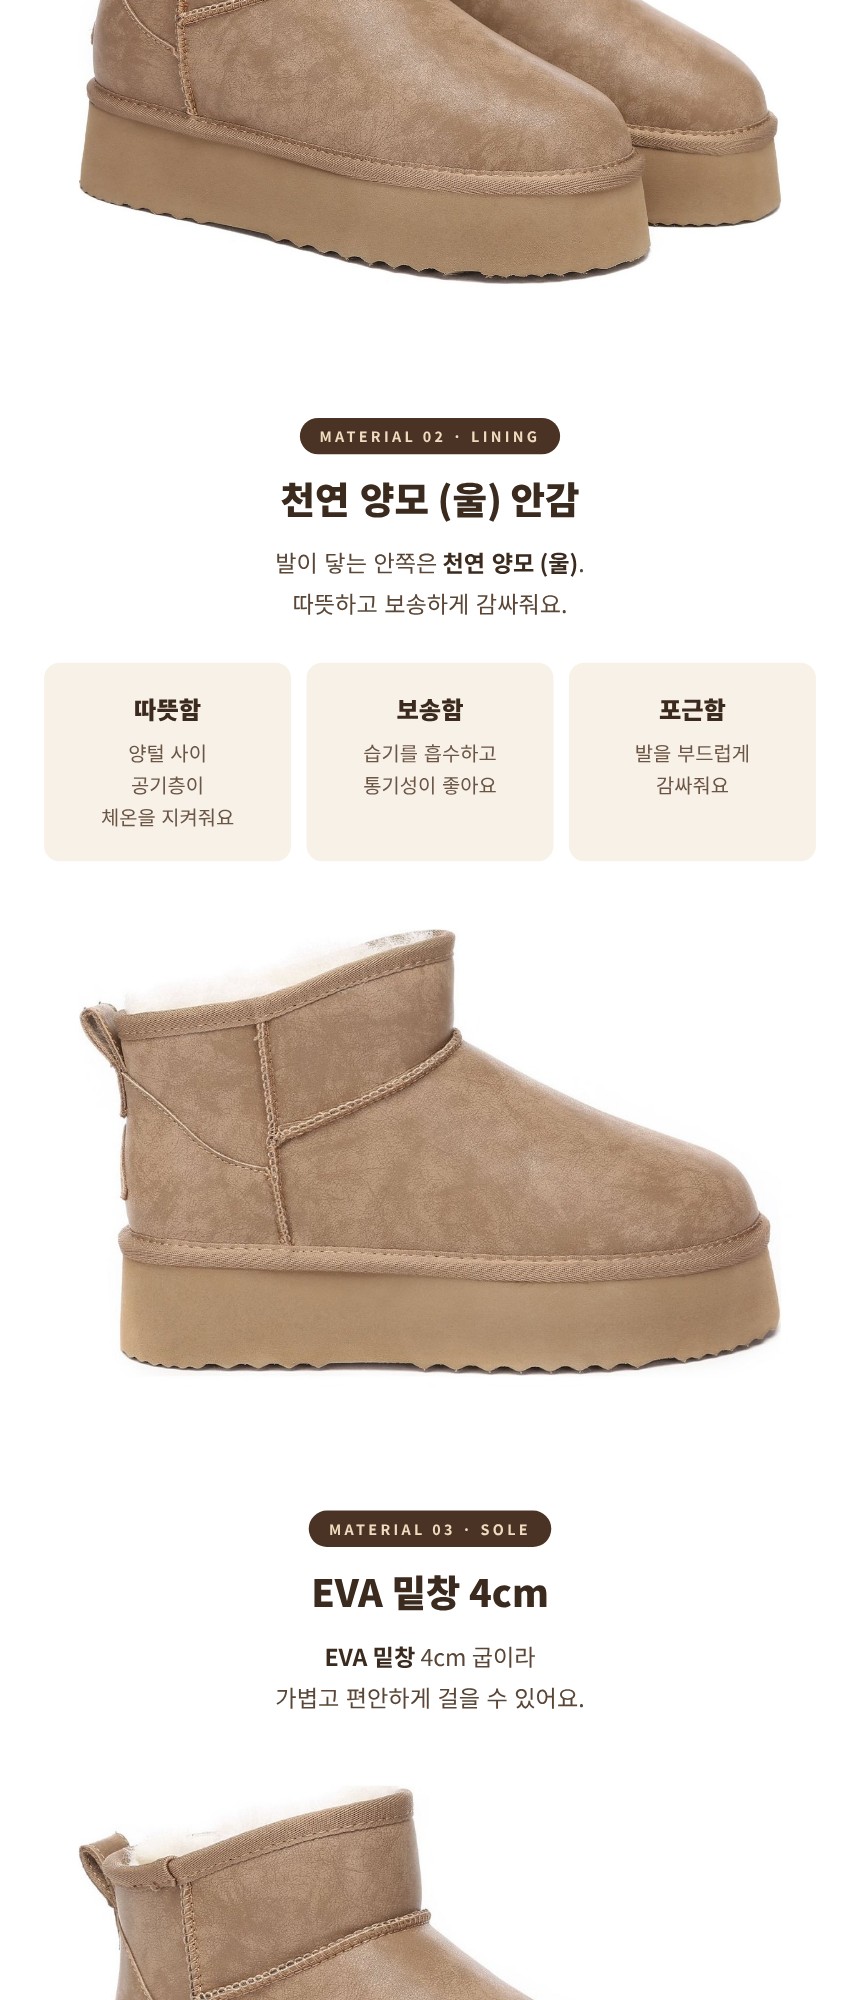 MATERIAL 02 · LINING
천연 양모 (울) 안감
발이 닿는 안쪽은 천연 양모 (울).
따뜻하고 보송하게 감싸줘요.
따뜻함
양털 사이
공기층이
체온을 지켜줘요
보송함
습기를 흡수하고
통기성이 좋아요
포근함
발을 부드럽게
감싸줘요
MATERIAL 03 · SOLE
EVA 밑창 4cm
EVA 밑창 4cm 굽이라
가볍고 편안하게 걸을 수 있어요.